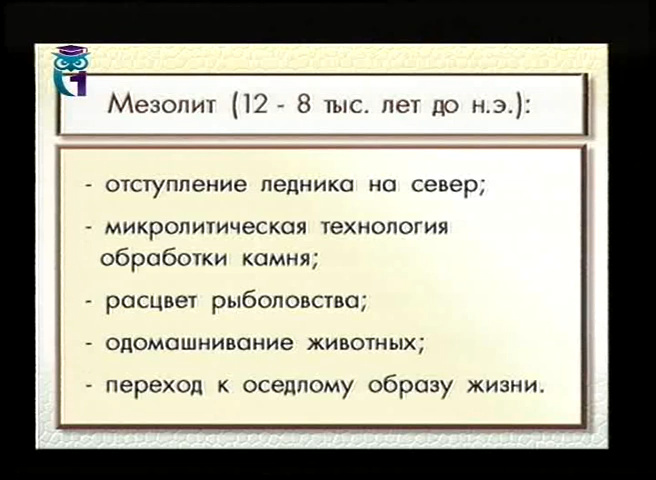 1
Мезолит (12 - 8 тыс. лет до н.э.):
- отступление ледника на север;
- микролитическая технология
обработки камня;
- расцвет рыболовства;
- одомашнивание животных;
- переход к оседлому образу жизни.